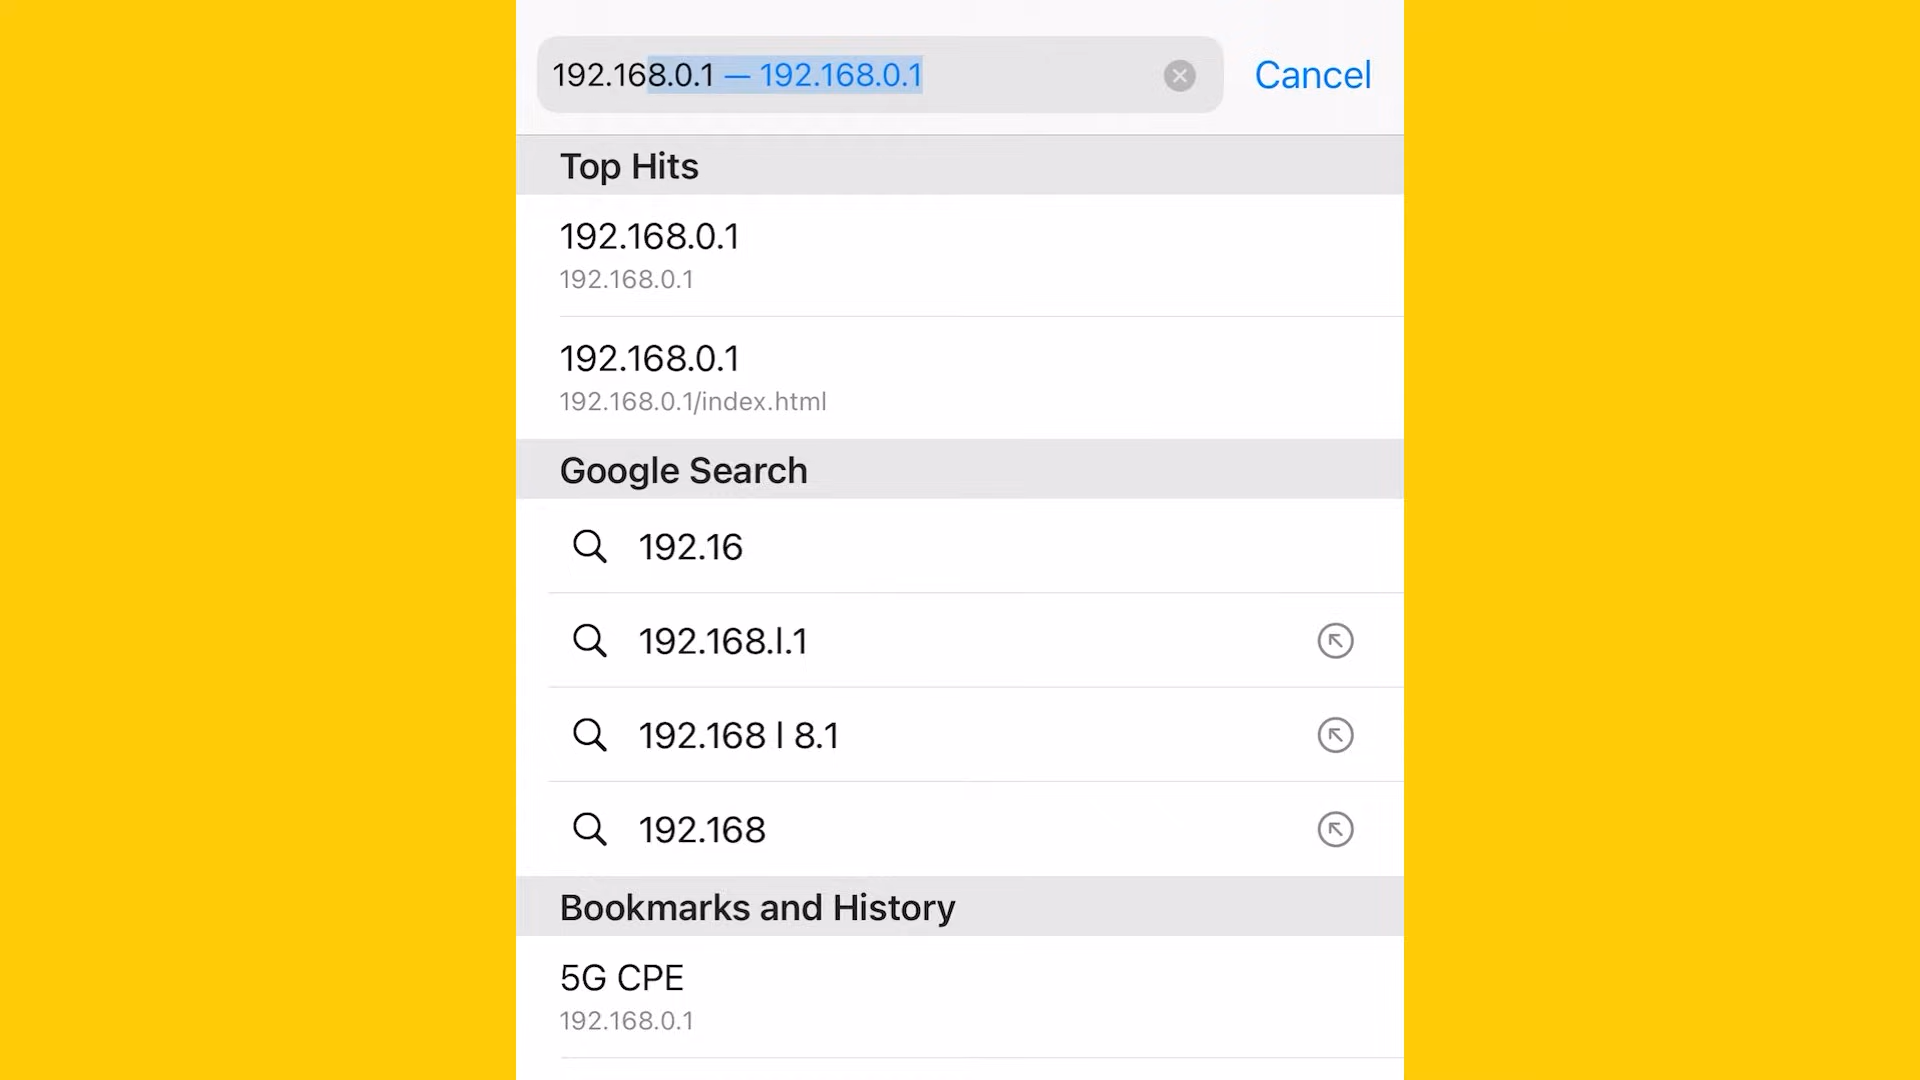 192.168.0.1 — 192.168.0.1
Cancel
Top Hits
192.168.0.1
192.168.0.1
192.168.0.1
192.168.0.1/index.html
Google Search
192.16
192.168.l.1
192.168 l 8.1
192.168
Bookmarks and History
5G CPE
192.168.0.1